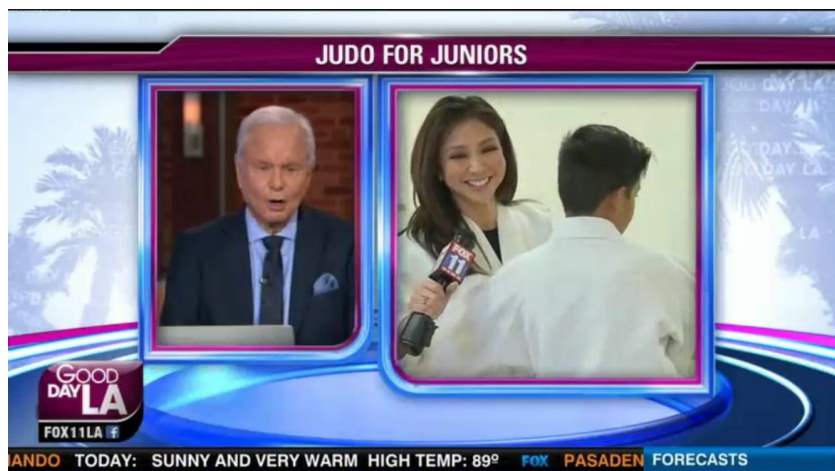 JUDO FOR JUNIORS
FOX
11
GOOD
DAY LA
FOX11LA
ANDO TODAY: SUNNY AND VERY WARM HIGH TEMP: 89º FOX PASADEN FORECASTS